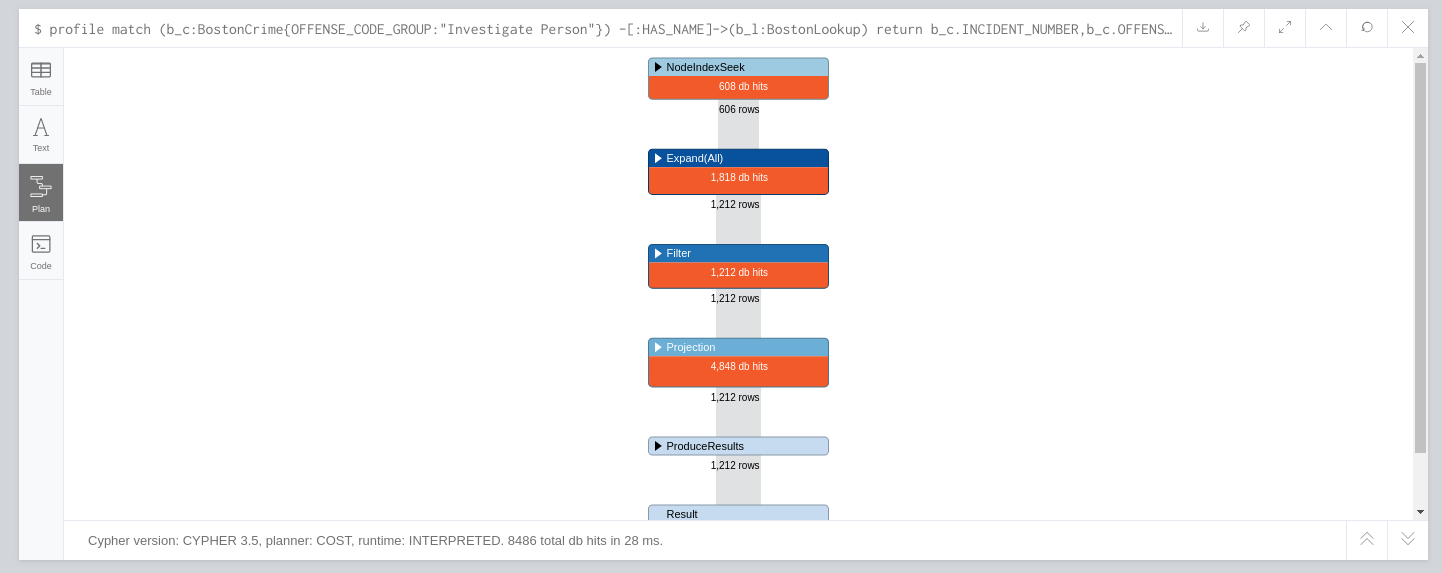 $ profile match (b_c:BostonCrime{OFFENSE_CODE_GROUP:"Investigate Person"}) -[:HAS_NAME]->(b_l:BostonLookup) return b_c.INCIDENT_NUMBER,b_c.OFFENS…
Table
Text
Plan
Code
NodeIndexSeek
608 db hits
606 rows
Expand(All)
1,818 db hits
1,212 rows
Filter
1,212 db hits
1,212 rows
Projection
4,848 db hits
1,212 rows
ProduceResults
1,212 rows
Result
Cypher version: CYPHER 3.5, planner: COST, runtime: INTERPRETED. 8486 total db hits in 28 ms.